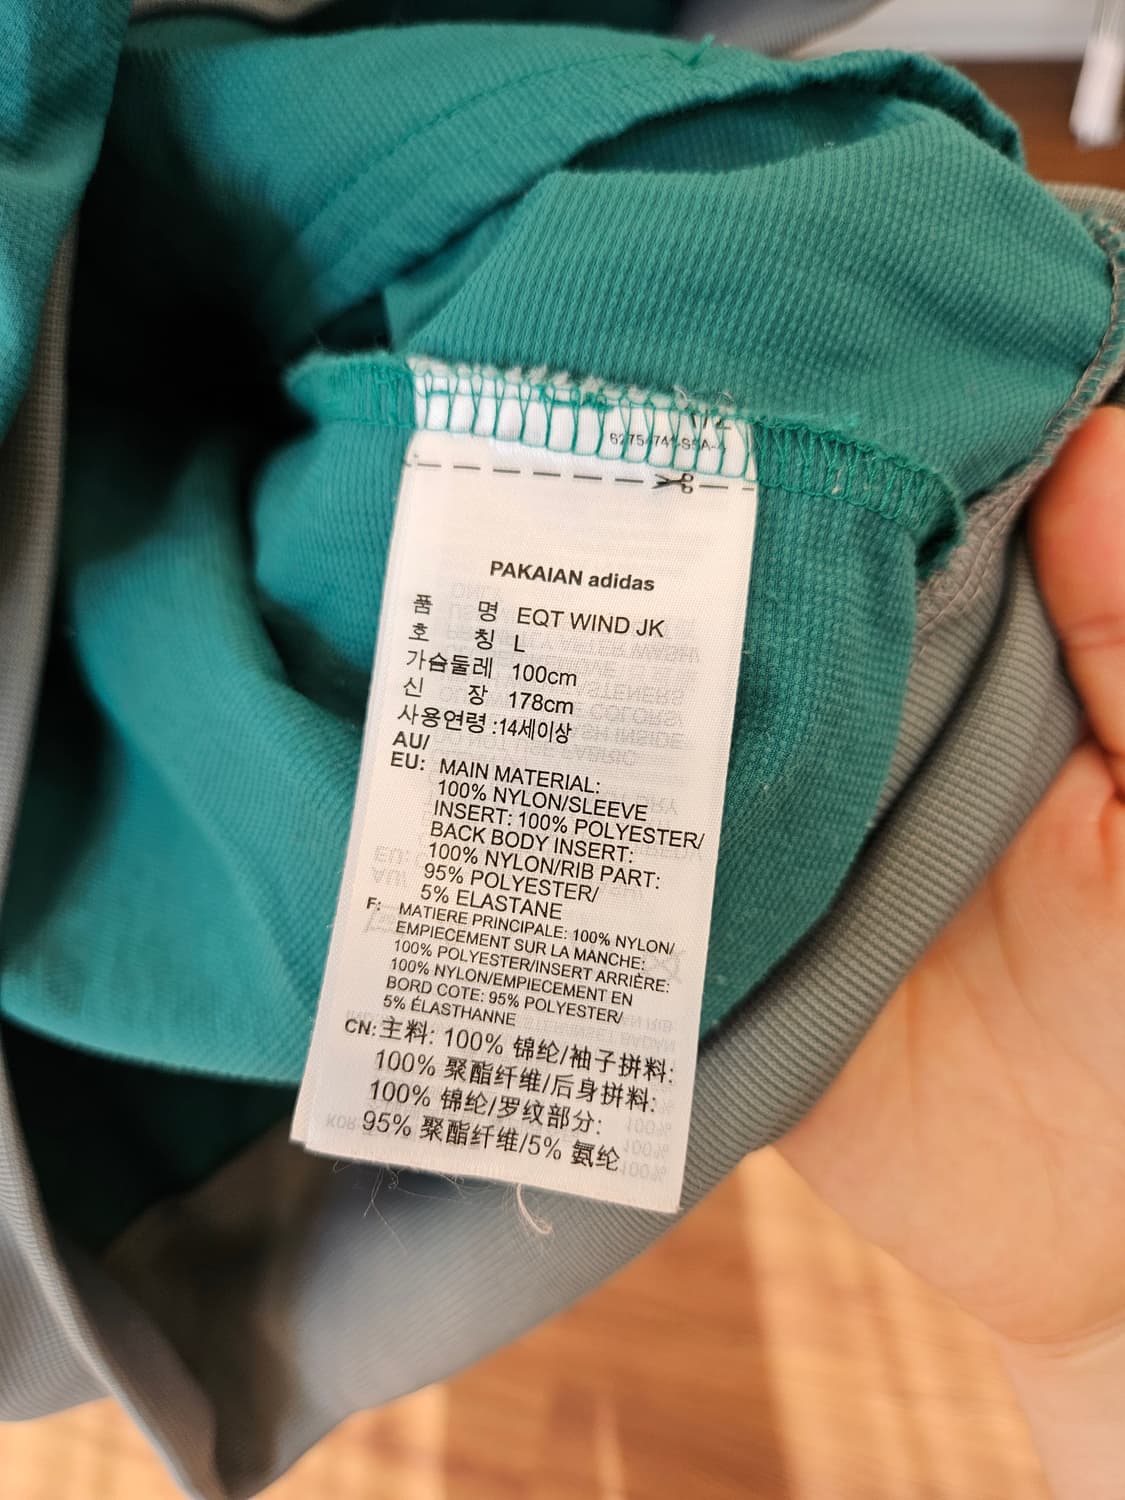 PAKAIAN adidas
품 명 EQT WIND JK
호 칭 L
가슴둘레 100cm
신 장 178cm
사용연령 :14세이상
AU/
EU: MAIN MATERIAL:
100% NYLON/SLEEVE
INSERT: 100% POLYESTER/
BACK BODY INSERT:
100% NYLON/RIB PART:
95% POLYESTER/
5% ELASTANE
F: MATIERE PRINCIPALE: 100% NYLON/
EMPIECEMENT SUR LA MANCHE:
100% POLYESTER/INSERT ARRIÈRE:
100% NYLON/EMPIECEMENT EN
BORD COTE: 95% POLYESTER/
5% ÉLASTHANNE
CN: 主料: 100% 锦纶/袖子拼料:
100% 聚酯纤维/后身拼料:
100% 锦纶/罗纹部分:
95% 聚酯纤维/5% 氨纶